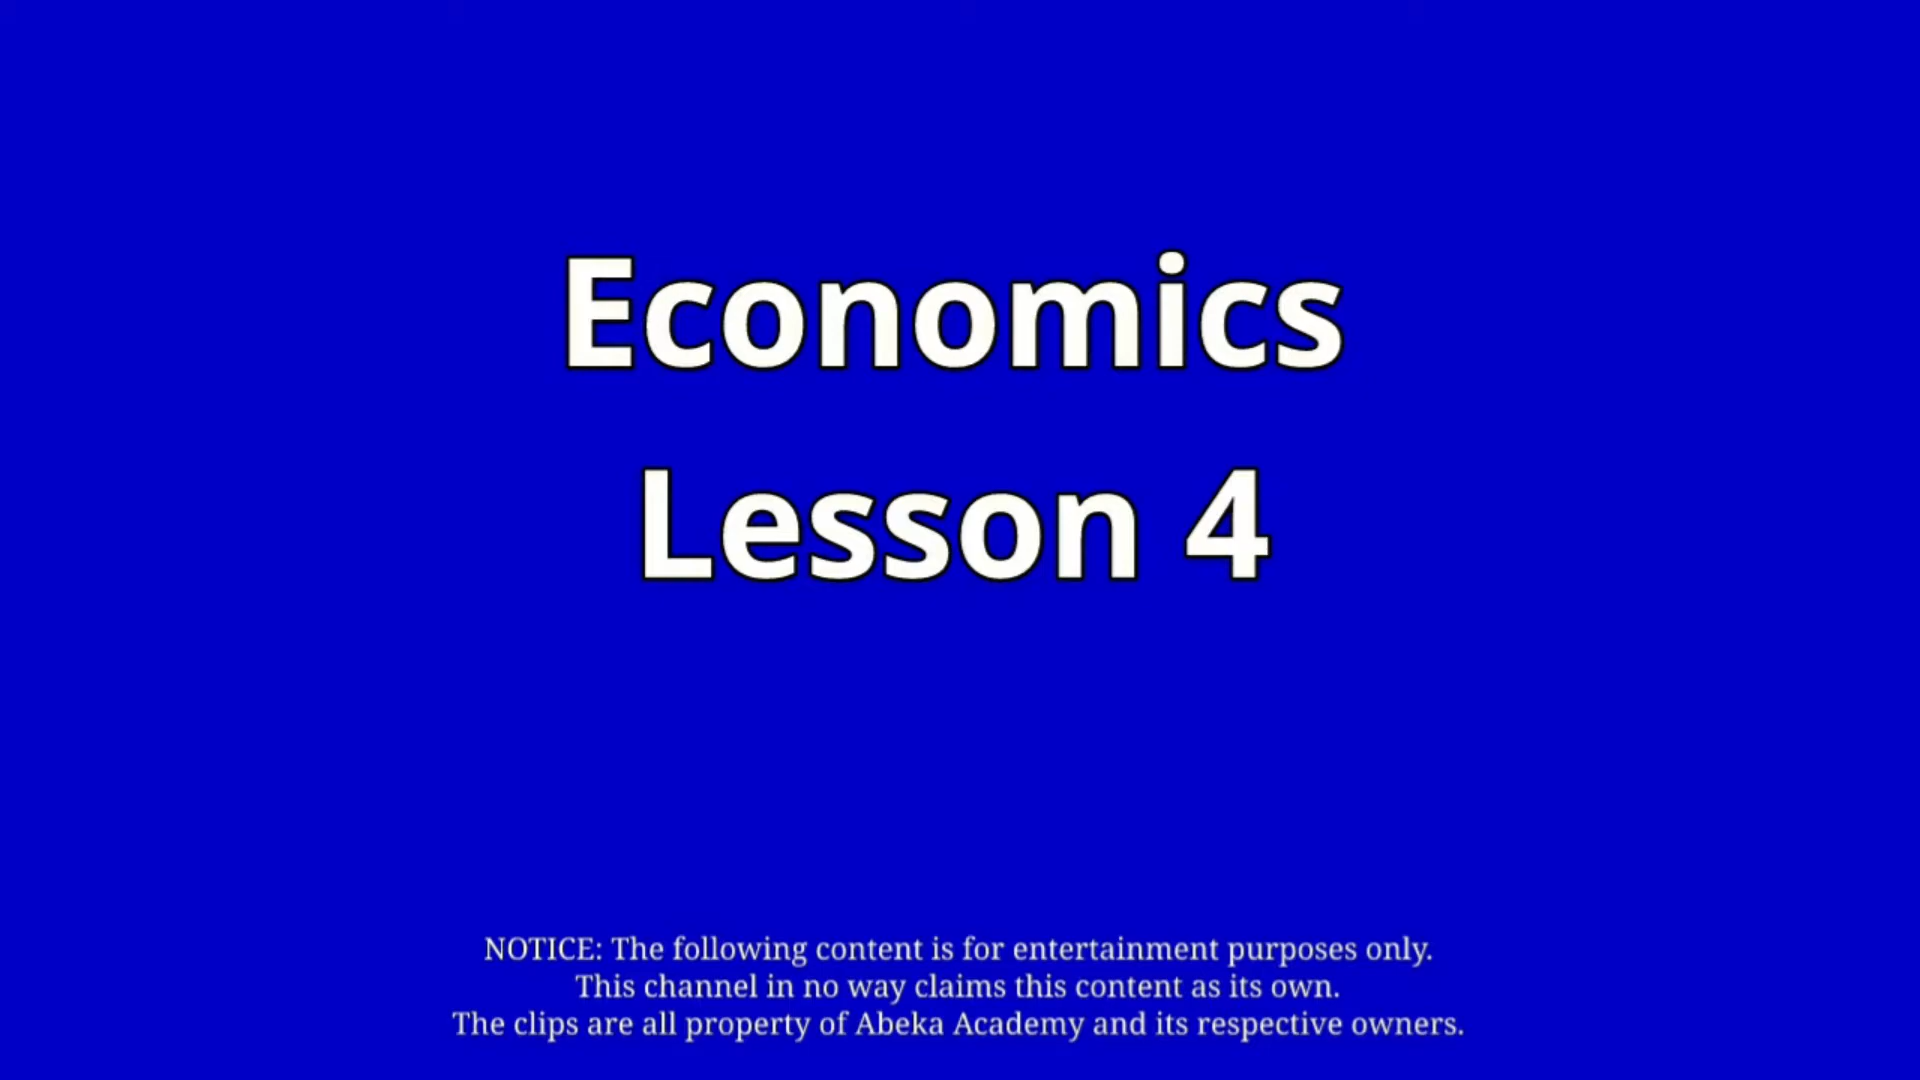 Economics
Lesson 4
NOTICE: The following content is for entertainment purposes only.
This channel in no way claims this content as its own.
The clips are all property of Abeka Academy and its respective owners.